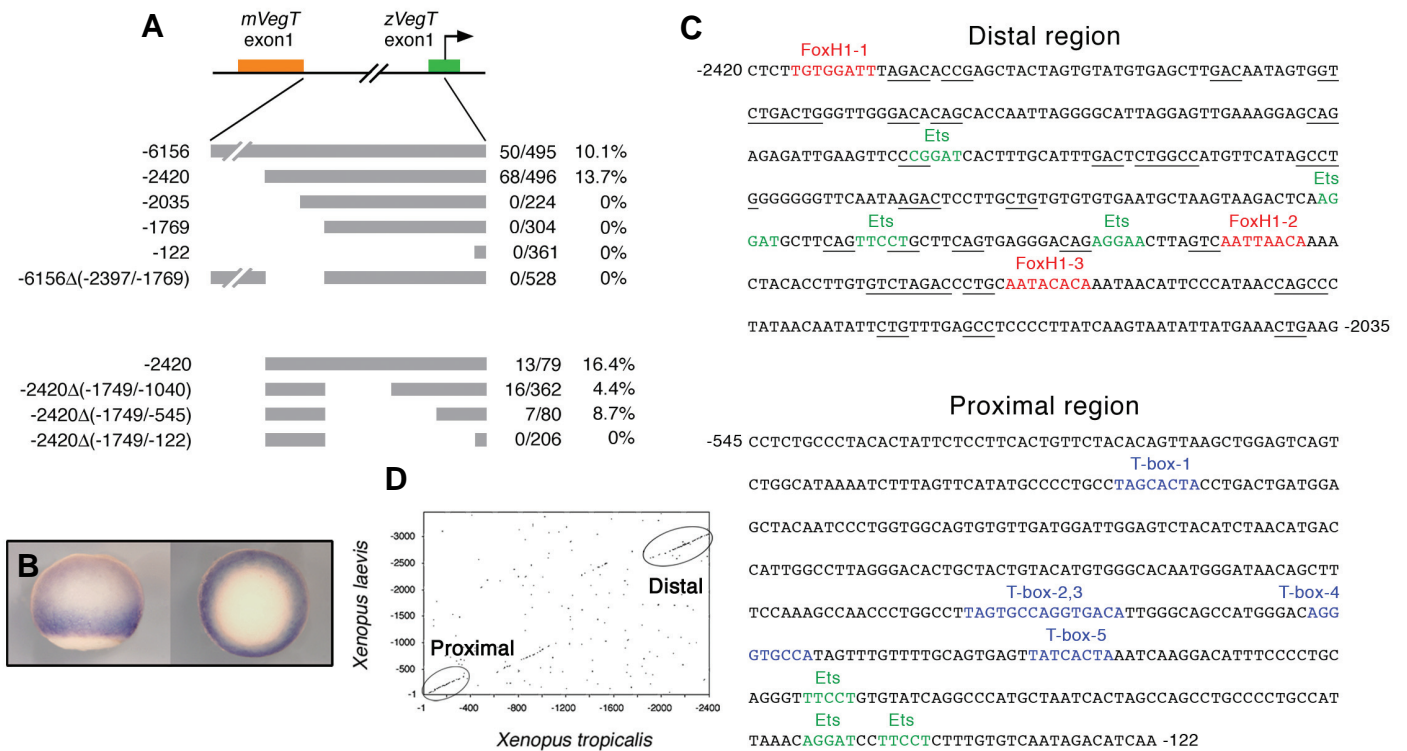 A
mVegT exon1
zVegT exon1
-6156 50/495 10.1%
-2420 68/496 13.7%
-2035 0/224 0%
-1769 0/304 0%
-122 0/361 0%
-6156Δ(-2397/-1769) 0/528 0%
-2420 13/79 16.4%
-2420Δ(-1749/-1040) 16/362 4.4%
-2420Δ(-1749/-545) 7/80 8.7%
-2420Δ(-1749/-122) 0/206 0%
B
C
Distal region
FoxH1-1
-2420 CTCTTGTGGATTTAGACACCGAGCTACTAGTGTATGTGAGCTTGACAATAGTGGT
CTGACTGGGTTGGGACACAGCACCAATTAGGGGCATTAGGAGTTGAAAGGAGCAG
Ets
AGAGATTGAAGTTCCCGGATCACTTTGCATTTGACTCTGGCCATGTTCATAGCCT
Ets
GGGGGGGTTCAATAAGACTCCTTGCTGTGTGTGTGAATGCTAAGTAAGACTCAAG
Ets Ets FoxH1-2
GATGCTTCAGTTCCTGCTTCAGTGAGGGACAGAGGAACTTAGTCAATTAACAAAA
FoxH1-3
CTACACCTTGTGTCTAGACCCTGCAATACACAAATAACATTCCCATAACCAGCCC
TATAACAATATTCTGTTTGAGCCTCCCCTTATCAAGTAATATTATGAAACTGAAG -2035
Proximal region
-545 CCTCTGCCCTACACTATTCTCCTTCACTGTTCTACACAGTTAAGCTGGAGTCAGT
T-box-1
CTGGCATAAAATCTTTAGTTCATATGCCCCTGCCTAGCACTACCTGACTGATGGA
GCTACAATCCCTGGTGGCAGTGTGTTGATGGATTGGAGTCTACATCTAACATGAC
CATTGGCCTTAGGGACACTGCTACTGTACATGTGGGCACAATGGGATAACAGCTT
T-box-2,3 T-box-4
TCCAAAGCCAACCCTGGCCTTAGTGCCAGGTGACATTGGGCAGCCATGGGACAGG
T-box-5
GTGCCATAGTTTGTTTTGCAGTGAGTTATCACTAAATCAAGGACATTTCCCCTGC
Ets
AGGGTTTCCTGTGTATCAGGCCCATGCTAATCACTAGCCAGCCTGCCCCTGCCAT
Ets Ets
TAAACAGGATCCTTCCTCTTTGTGTCAATAGACATCAA -122
D
Xenopus laevis
-3000
-2500
-2000
-1500
-1000
-500
-1
Distal
Proximal
-1 -400 -800 -1200 -1600 -2000 -2400
Xenopus tropicalis